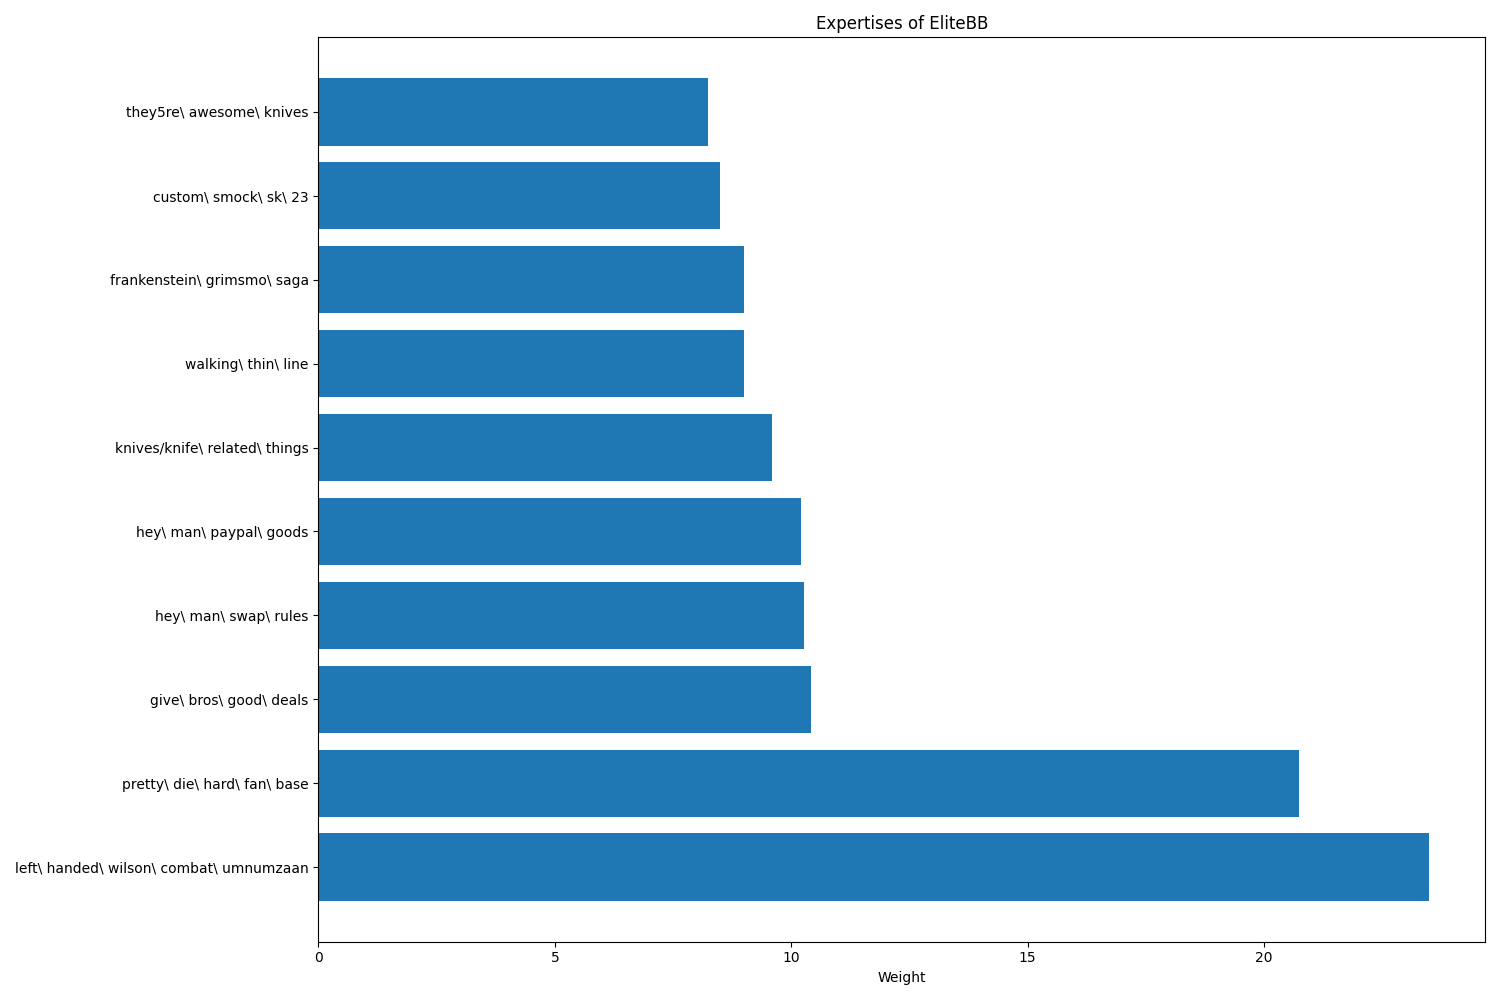 Expertises of EliteBB
they5re\ awesome\ knives
custom\ smock\ sk\ 23
frankenstein\ grimsmo\ saga
walking\ thin\ line
knives/knife\ related\ things
hey\ man\ paypal\ goods
hey\ man\ swap\ rules
give\ bros\ good\ deals
pretty\ die\ hard\ fan\ base
left\ handed\ wilson\ combat\ umnumzaan
0 5 10 15 20
Weight